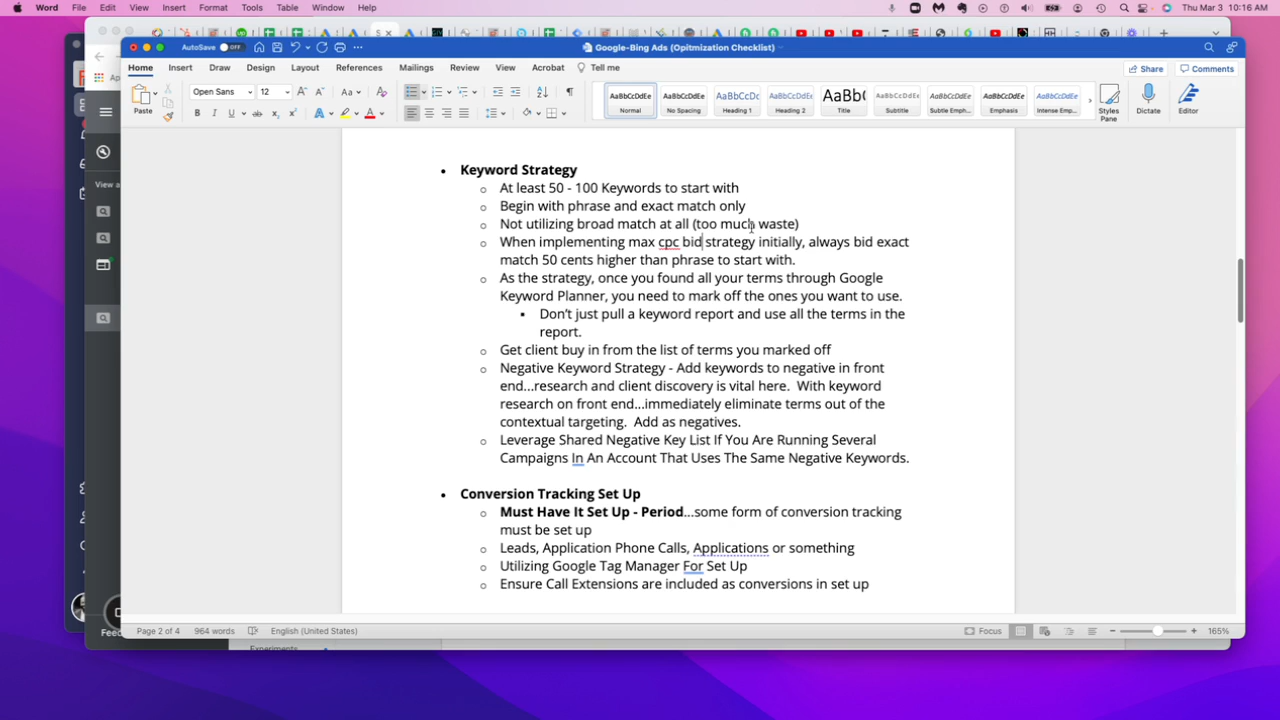 Word File Edit View Insert Format Tools Table Window Help
Thu Mar 3 10:16 AM
AutoSave OFF
Google-Bing Ads (Opitmization Checklist)
Home Insert Draw Design Layout References Mailings Review View Acrobat Tell me
Share Comments
Paste
Open Sans 12
AaBbCcDdEe AaBbCcDdEe AaBbCcDc AaBbCcDdEe AaBb( AaBbCcDdEe AaBbCcDdEe AaBbCcDdEe AaBbCcDdEe
Normal No Spacing Heading 1 Heading 2 Title Subtitle Subtle Emph... Emphasis Intense Emp...
Styles Pane
Dictate
Editor
View a
• Keyword Strategy
o At least 50 - 100 Keywords to start with
o Begin with phrase and exact match only
o Not utilizing broad match at all (too much waste)
o When implementing max cpc bid strategy initially, always bid exact
match 50 cents higher than phrase to start with.
o As the strategy, once you found all your terms through Google
Keyword Planner, you need to mark off the ones you want to use.
▪ Don't just pull a keyword report and use all the terms in the
report.
o Get client buy in from the list of terms you marked off
o Negative Keyword Strategy - Add keywords to negative in front
end...research and client discovery is vital here. With keyword
research on front end...immediately eliminate terms out of the
contextual targeting. Add as negatives.
o Leverage Shared Negative Key List If You Are Running Several
Campaigns In An Account That Uses The Same Negative Keywords.
• Conversion Tracking Set Up
o Must Have It Set Up - Period...some form of conversion tracking
must be set up
o Leads, Application Phone Calls, Applications or something
o Utilizing Google Tag Manager For Set Up
o Ensure Call Extensions are included as conversions in set up
Page 2 of 4 964 words English (United States)
Focus
165%
Experiments